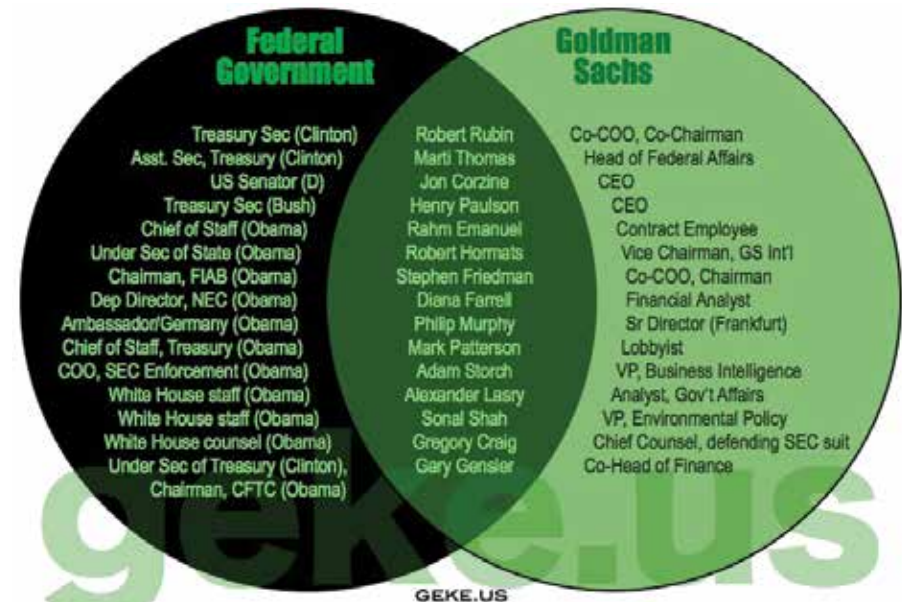 Federal
Government
Goldman
Sachs
Treasury Sec (Clinton) Robert Rubin Co-COO, Co-Chairman
Asst. Sec, Treasury (Clinton) Marti Thomas Head of Federal Affairs
US Senator (D) Jon Corzine CEO
Treasury Sec (Bush) Henry Paulson CEO
Chief of Staff (Obama) Rahm Emanuel Contract Employee
Under Sec of State (Obama) Robert Hormats Vice Chairman, GS Int'l
Chairman, FIAB (Obama) Stephen Friedman Co-COO, Chairman
Dep Director, NEC (Obama) Diana Farrell Financial Analyst
Ambassador/Germany (Obama) Philip Murphy Sr Director (Frankfurt)
Chief of Staff, Treasury (Obama) Mark Patterson Lobbyist
COO, SEC Enforcement (Obama) Adam Storch VP, Business Intelligence
White House staff (Obama) Alexander Lasry Analyst, Gov't Affairs
White House staff (Obama) Sonal Shah VP, Environmental Policy
White House counsel (Obama) Gregory Craig Chief Counsel, defending SEC suit
Under Sec of Treasury (Clinton), Gary Gensler Co-Head of Finance
Chairman, CFTC (Obama)
geke.us
GEKE.US